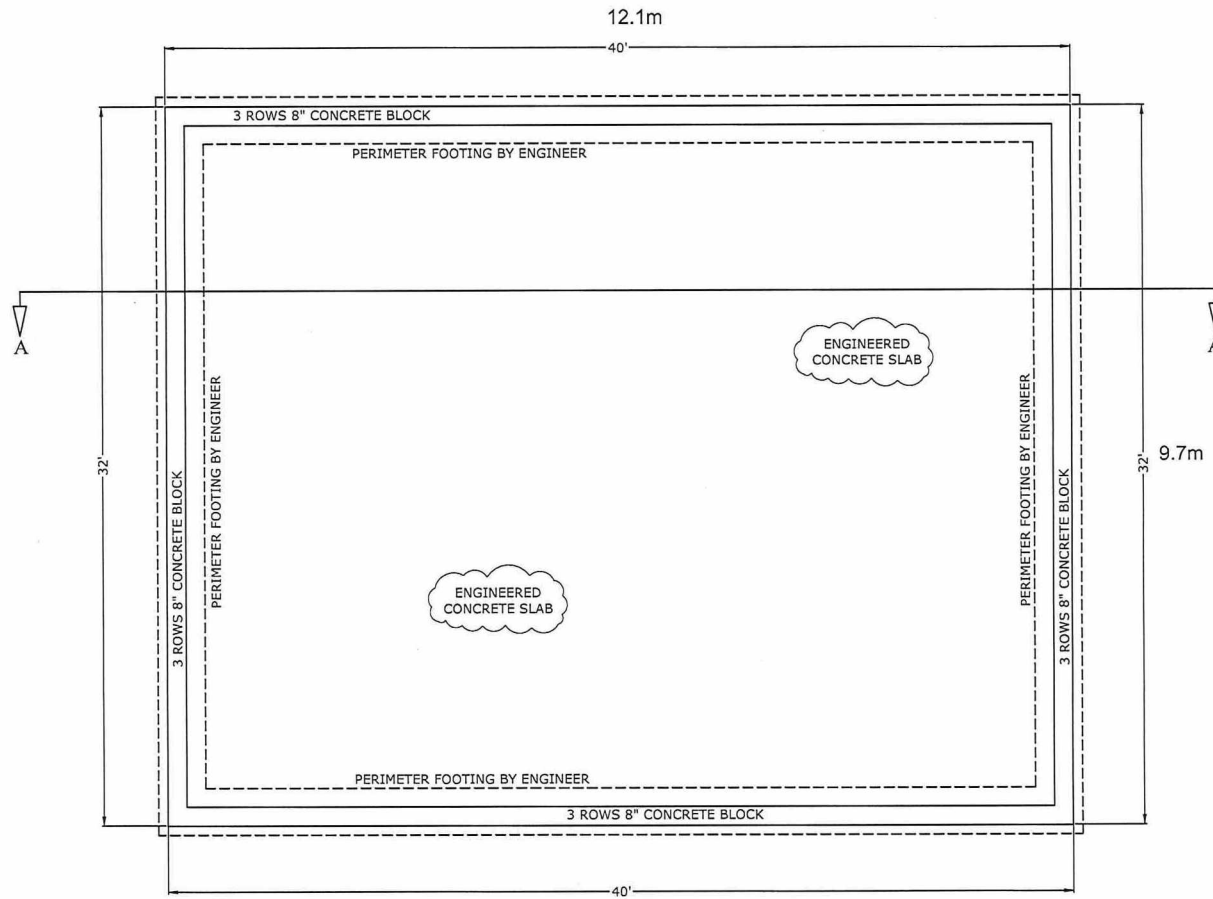 12.1m
40'
3 ROWS 8" CONCRETE BLOCK
PERIMETER FOOTING BY ENGINEER
A
A
ENGINEERED
CONCRETE SLAB
32'
PERIMETER FOOTING BY ENGINEER
3 ROWS 8" CONCRETE BLOCK
PERIMETER FOOTING BY ENGINEER
3 ROWS 8" CONCRETE BLOCK
32'
9.7m
ENGINEERED
CONCRETE SLAB
PERIMETER FOOTING BY ENGINEER
3 ROWS 8" CONCRETE BLOCK
40'